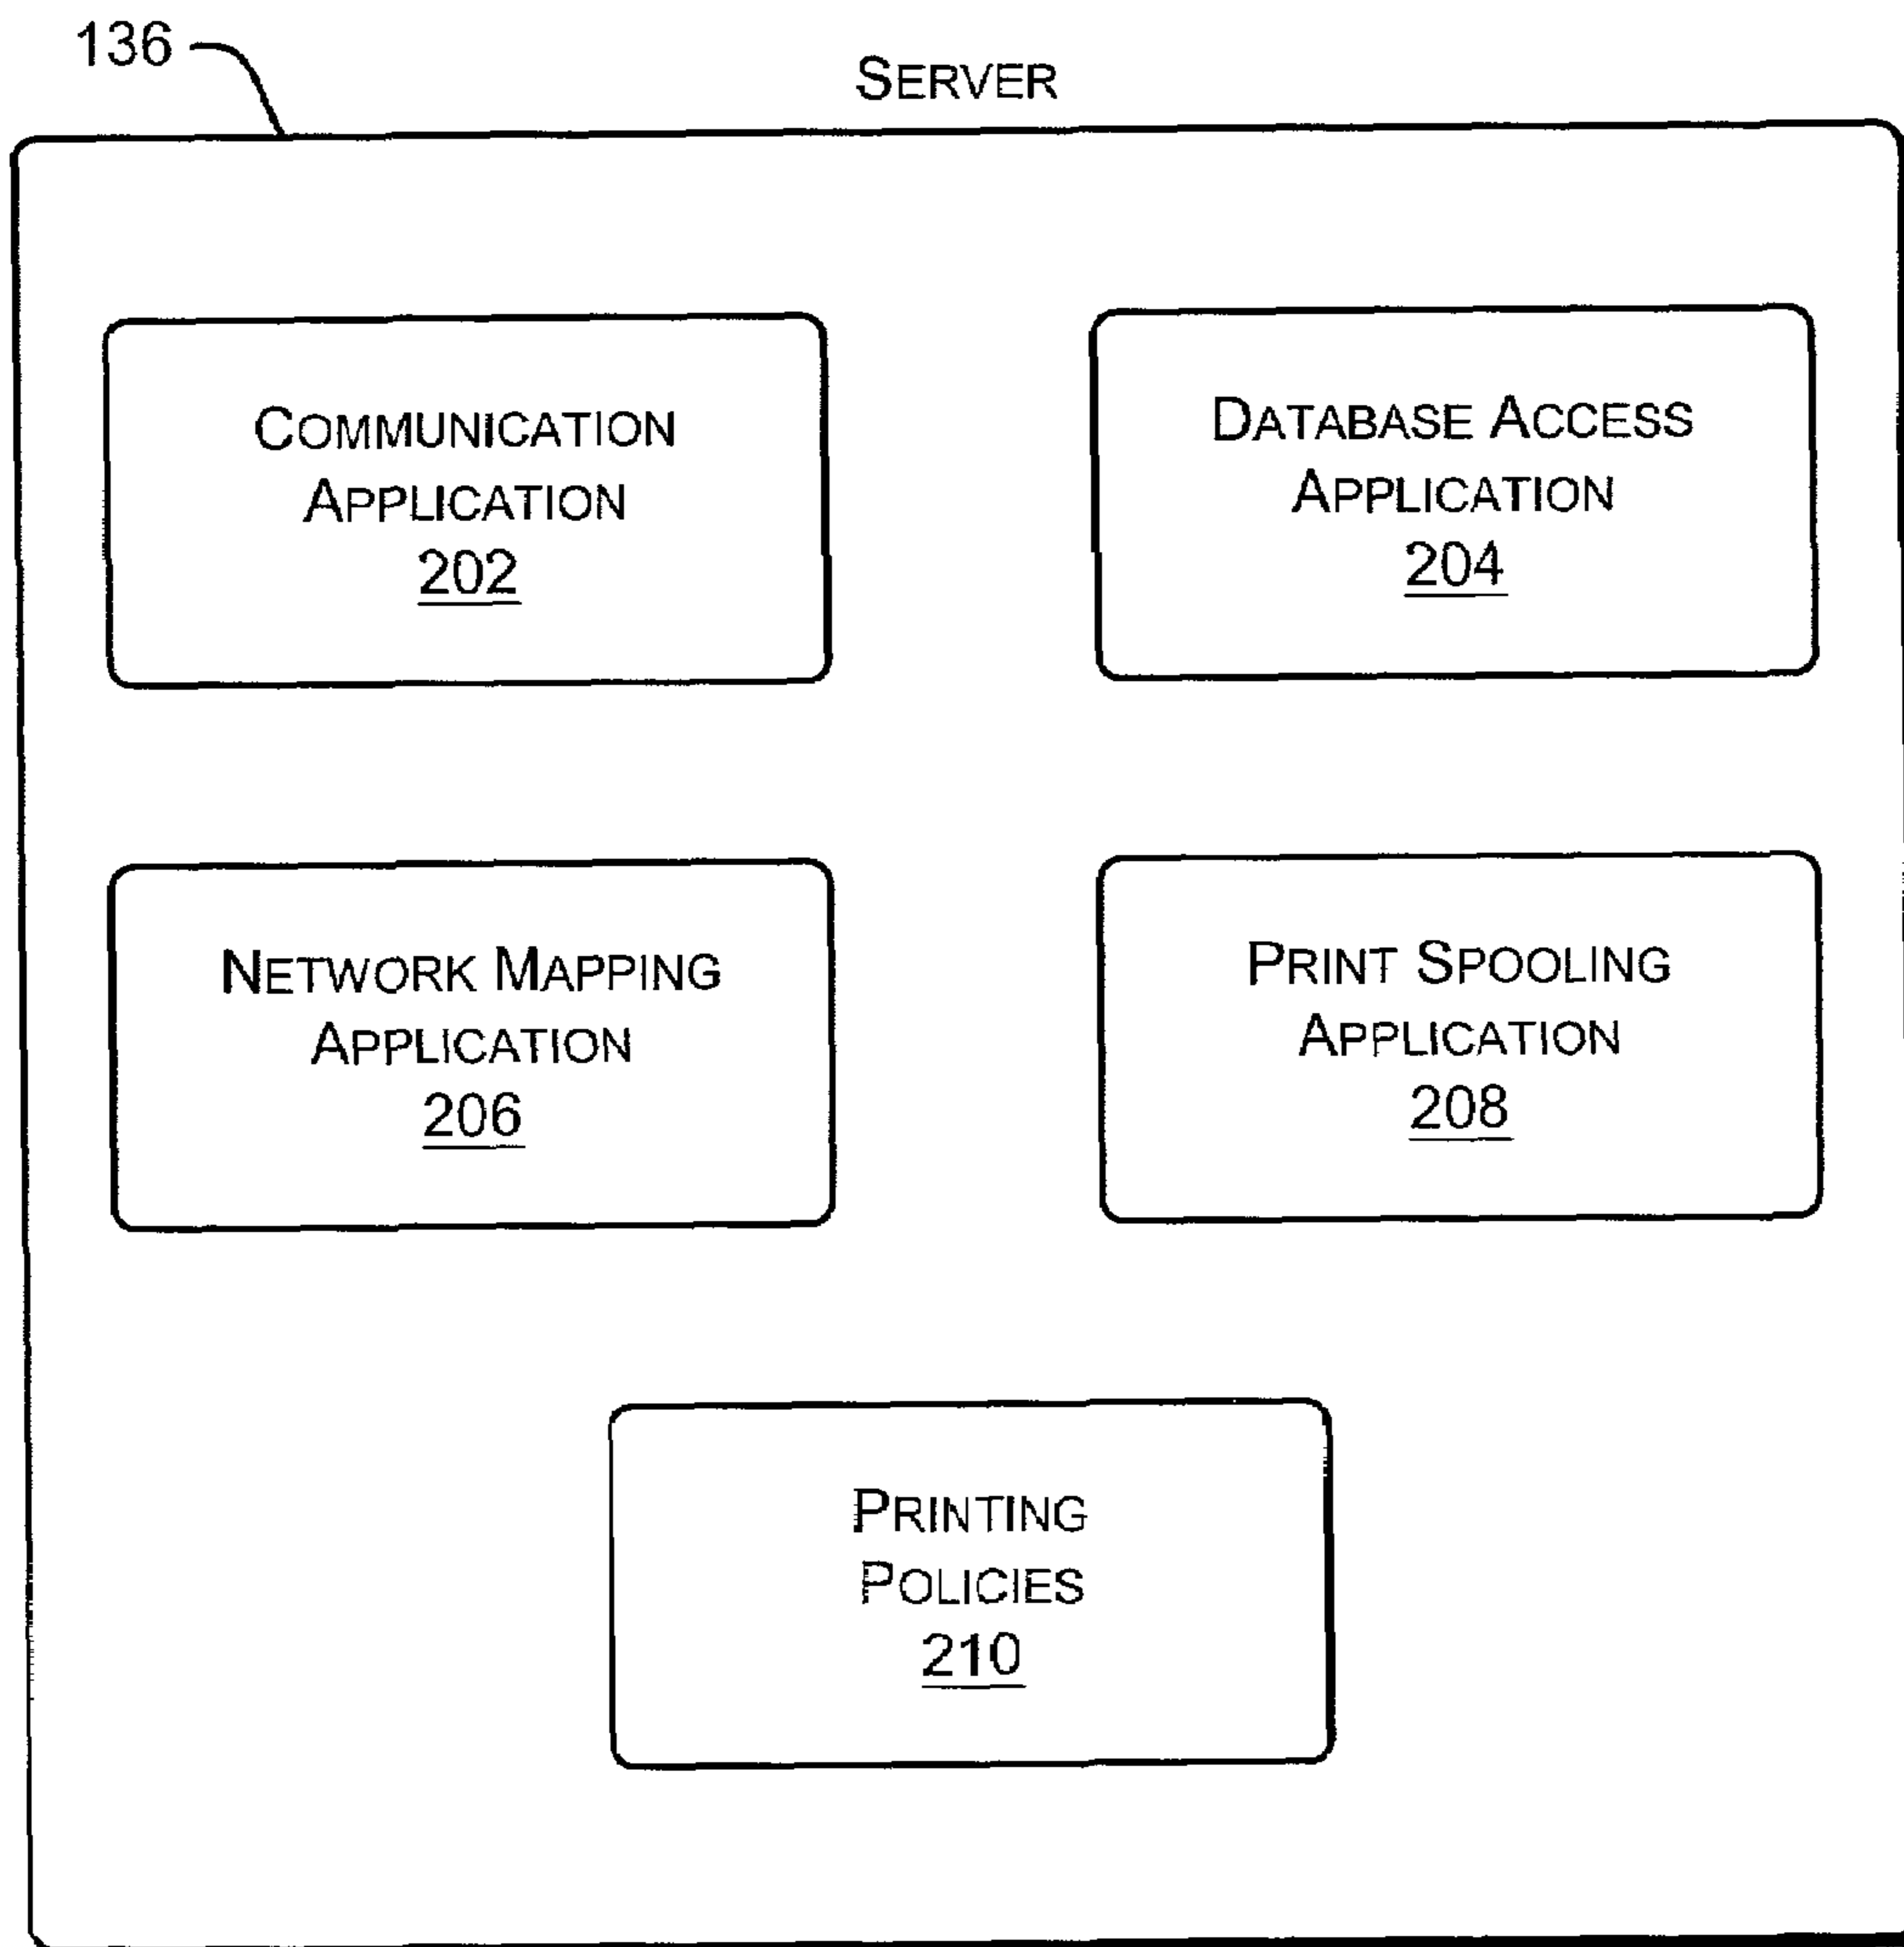 136
SERVER
COMMUNICATION
APPLICATION
202
DATABASE ACCESS
APPLICATION
204
NETWORK MAPPING
APPLICATION
206
PRINT SPOOLING
APPLICATION
208
PRINTING
POLICIES
210